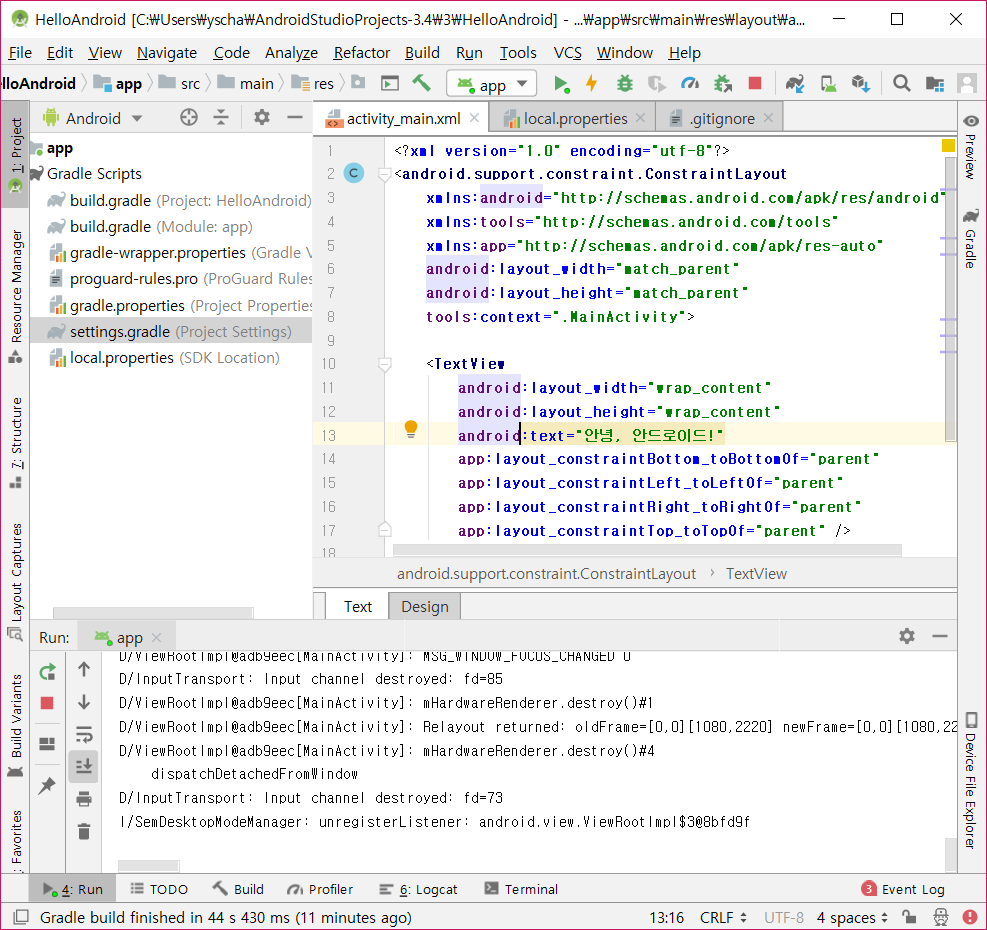 HelloAndroid [C:₩Users₩yscha₩AndroidStudioProjects-3.4₩3₩HelloAndroid] - ...₩app₩src₩main₩res₩layout₩a...
File Edit View Navigate Code Analyze Refactor Build Run Tools VCS Window Help
lloAndroid app src main res app
1: Project
Resource Manager
7: Structure
Layout Captures
Build Variants
Favorites
Android
app
Gradle Scripts
build.gradle (Project: HelloAndroid)
build.gradle (Module: app)
gradle-wrapper.properties (Gradle V
proguard-rules.pro (ProGuard Rules
gradle.properties (Project Properties
settings.gradle (Project Settings)
local.properties (SDK Location)
activity_main.xml local.properties .gitignore
1 <?xml version="1.0" encoding="utf-8"?>
2 C <android.support.constraint.ConstraintLayout
3 xmlns:android="http://schemas.android.com/apk/res/android"
4 xmlns:tools="http://schemas.android.com/tools"
5 xmlns:app="http://schemas.android.com/apk/res-auto"
6 android:layout_width="match_parent"
7 android:layout_height="match_parent"
8 tools:context=".MainActivity">
9
10 <TextView
11 android:layout_width="wrap_content"
12 android:layout_height="wrap_content"
13 android:text="안녕, 안드로이드!"
14 app:layout_constraintBottom_toBottomOf="parent"
15 app:layout_constraintLeft_toLeftOf="parent"
16 app:layout_constraintRight_toRightOf="parent"
17 app:layout_constraintTop_toTopOf="parent" />
18
android.support.constraint.ConstraintLayout › TextView
Text Design
Preview
Gradle
Device File Explorer
Run: app
D/ViewRootImpl@adb9eec[MainActivity]: MSG_WINDOW_FOCUS_CHANGED 0
D/InputTransport: Input channel destroyed: fd=85
D/ViewRootImpl@adb9eec[MainActivity]: mHardwareRenderer.destroy()#1
D/ViewRootImpl@adb9eec[MainActivity]: Relayout returned: oldFrame=[0,0][1080,2220] newFrame=[0,0][1080,22
D/ViewRootImpl@adb9eec[MainActivity]: mHardwareRenderer.destroy()#4
dispatchDetachedFromWindow
D/InputTransport: Input channel destroyed: fd=73
I/SemDesktopModeManager: unregisterListener: android.view.ViewRootImpl$3@8bfd9f
4: Run TODO Build Profiler 6: Logcat Terminal 3 Event Log
Gradle build finished in 44 s 430 ms (11 minutes ago) 13:16 CRLF UTF-8 4 spaces